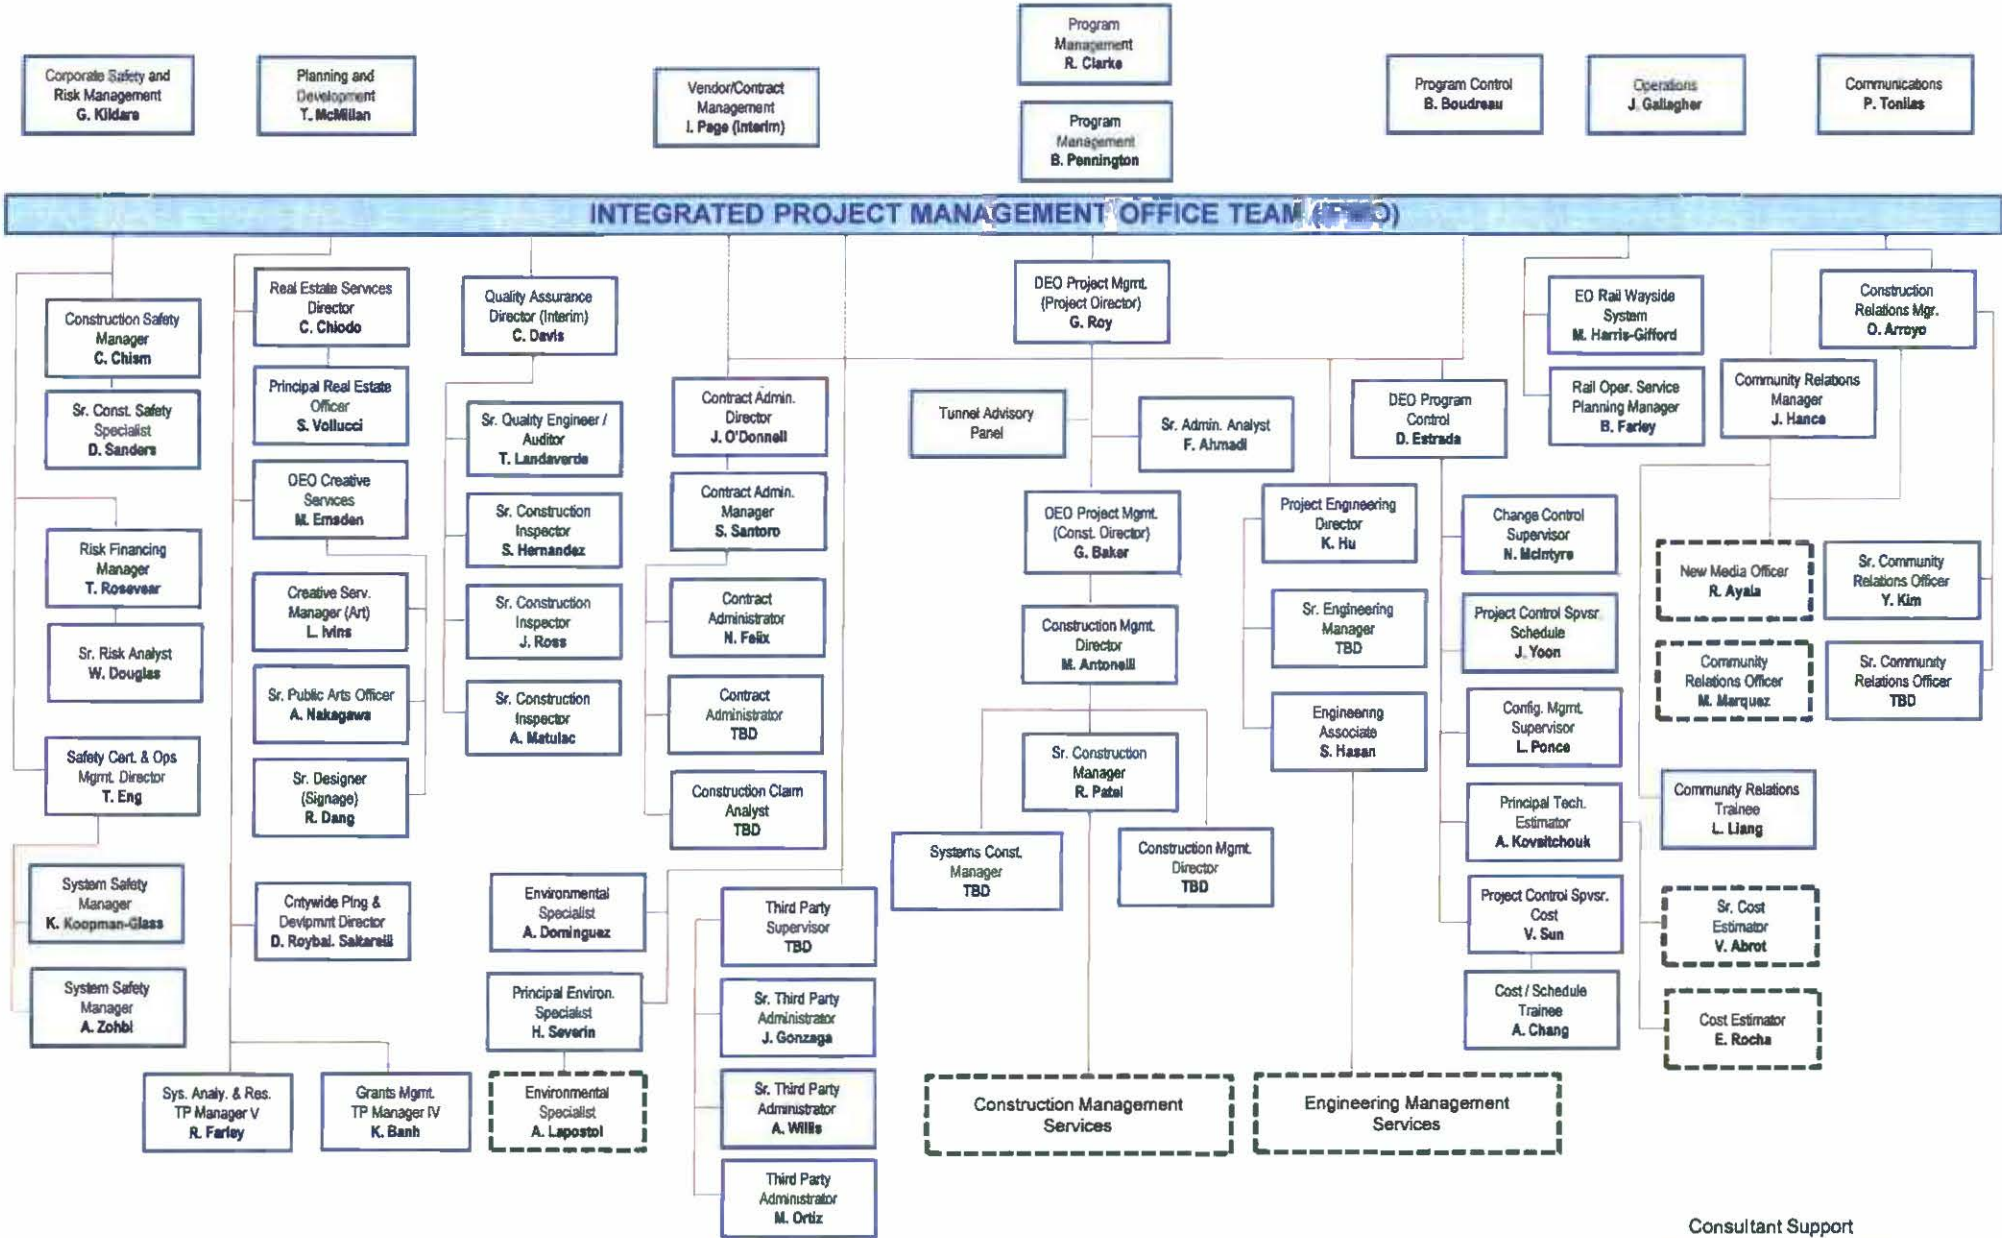 Corporate Safety and
Risk Management
G. Kildare
Planning and
Development
T. McMillan
Vendor/Contract
Management
I. Page (Interim)
Program
Management
R. Clarke
Program
Management
B. Pennington
Program Control
B. Boudreau
Operations
J. Gallagher
Communications
P. Tonilas
INTEGRATED PROJECT MANAGEMENT OFFICE TEAM
Construction Safety
Manager
C. Chism
Sr. Const. Safety
Specialist
D. Sanders
Risk Financing
Manager
T. Rosevear
Sr. Risk Analyst
W. Douglas
Safety Cert. & Ops
Mgmt. Director
T. Eng
System Safety
Manager
K. Koopman-Glass
System Safety
Manager
A. Zohbi
Real Estate Services
Director
C. Chiodo
Principal Real Estate
Officer
S. Vollucci
DEO Creative
Services
M. Emsden
Creative Serv.
Manager (Art)
L. Ivins
Sr. Public Arts Officer
A. Nakagawa
Sr. Designer
(Signage)
R. Dang
Cntywide Plng &
Devlpmnt Director
D. Roybal. Saltarelli
Sys. Analy. & Res.
TP Manager V
R. Farley
Grants Mgmt.
TP Manager IV
K. Banh
Quality Assurance
Director (Interim)
C. Davis
Sr. Quality Engineer /
Auditor
T. Landaverde
Sr. Construction
Inspector
S. Hernandez
Sr. Construction
Inspector
J. Ross
Sr. Construction
Inspector
A. Matulac
Environmental
Specialist
A. Dominguez
Principal Environ.
Specialist
H. Severin
Environmental
Specialist
A. Lapostol
Contract Admin.
Director
J. O'Donnell
Contract Admin.
Manager
S. Santoro
Contract
Administrator
N. Felix
Contract
Administrator
TBD
Construction Claim
Analyst
TBD
Third Party
Supervisor
TBD
Sr. Third Party
Administrator
J. Gonzaga
Sr. Third Party
Administrator
A. Willis
Third Party
Administrator
M. Ortiz
DEO Project Mgmt.
(Project Director)
G. Roy
Tunnel Advisory
Panel
Sr. Admin. Analyst
F. Ahmadi
DEO Project Mgmt.
(Const. Director)
G. Baker
Construction Mgmt.
Director
M. Antonelli
Sr. Construction
Manager
R. Patel
Systems Const.
Manager
TBD
Construction Mgmt.
Director
TBD
Construction Management
Services
Project Engineering
Director
K. Hu
Sr. Engineering
Manager
TBD
Engineering
Associate
S. Hasan
Engineering Management
Services
DEO Program
Control
D. Estrada
Change Control
Supervisor
N. McIntyre
Project Control Spvsr.
Schedule
J. Yoon
Config. Mgmt.
Supervisor
L. Ponce
Principal Tech.
Estimator
A. Kovaltchouk
Project Control Spvsr.
Cost
V. Sun
Cost / Schedule
Trainee
A. Chang
EO Rail Wayside
System
M. Harris-Gifford
Rail Oper. Service
Planning Manager
B. Farley
Construction
Relations Mgr.
O. Arroyo
Community Relations
Manager
J. Hance
New Media Officer
R. Ayala
Community
Relations Officer
M. Marquez
Sr. Community
Relations Officer
Y. Kim
Sr. Community
Relations Officer
TBD
Community Relations
Trainee
L. Liang
Sr. Cost
Estimator
V. Abrot
Cost Estimator
E. Rocha
Consultant Support